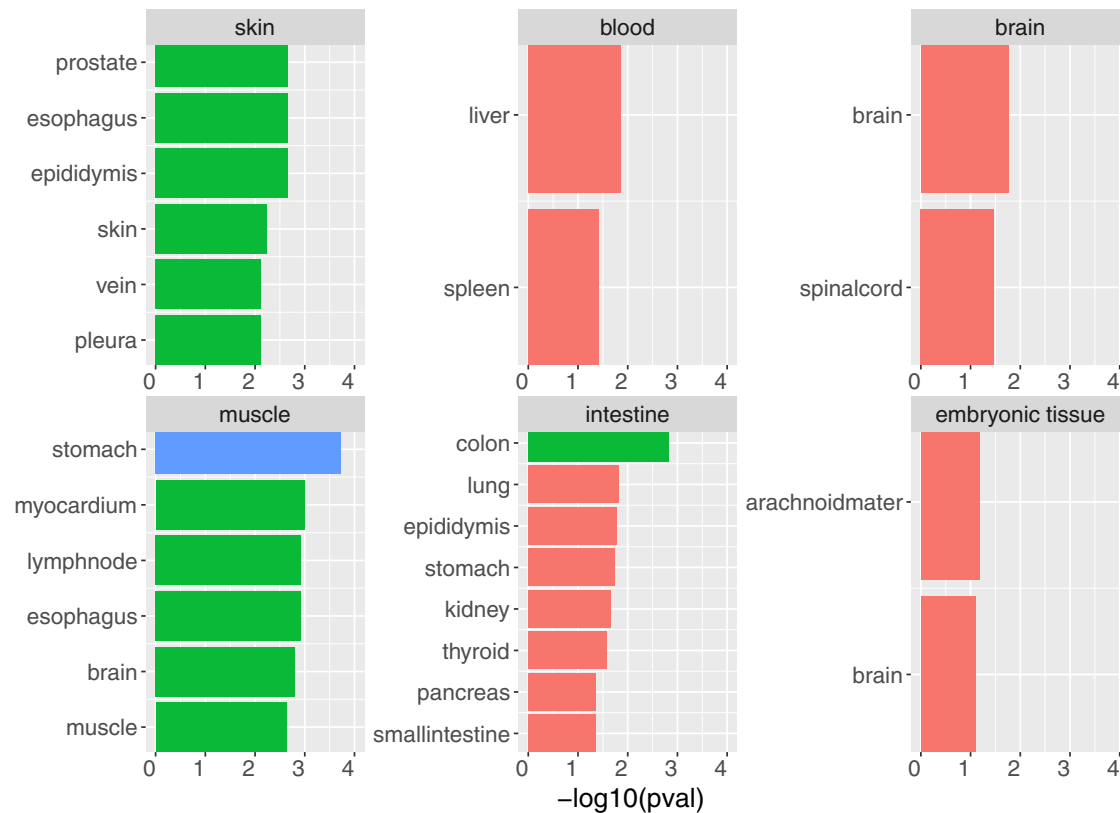 skin
prostate
esophagus
epididymis
skin
vein
pleura
0 1 2 3 4
blood
liver
spleen
0 1 2 3 4
brain
brain
spinalcord
0 1 2 3 4
muscle
stomach
myocardium
lymphnode
esophagus
brain
muscle
0 1 2 3 4
intestine
colon
lung
epididymis
stomach
kidney
thyroid
pancreas
smallintestine
0 1 2 3 4
embryonic tissue
arachnoidmater
brain
0 1 2 3 4
−log10(pval)